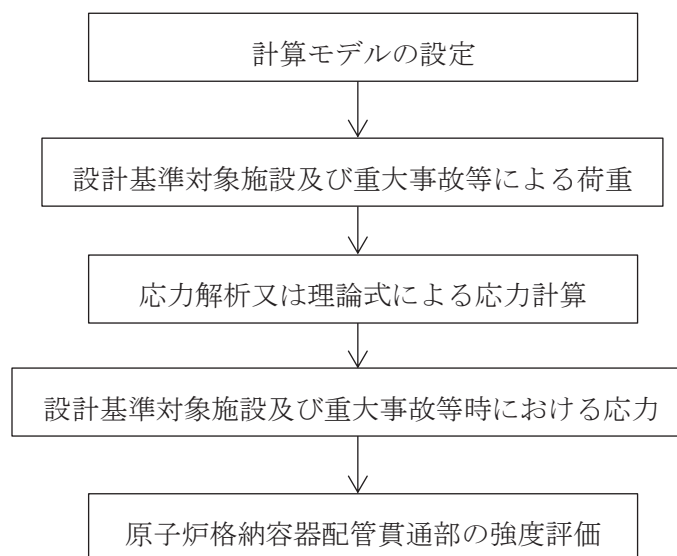 計算モデルの設定
設計基準対象施設及び重大事故等による荷重
応力解析又は理論式による応力計算
設計基準対象施設及び重大事故等時における応力
原子炉格納容器配管貫通部の強度評価